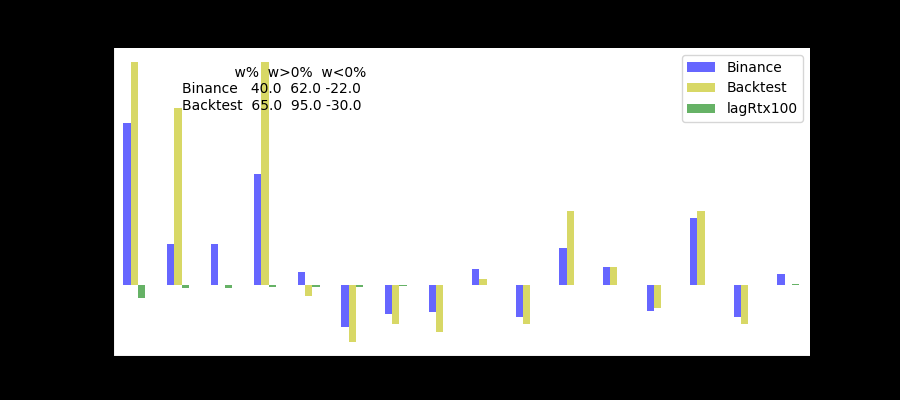 w%  w>0%  w<0%
Binance   40.0  62.0 -22.0
Backtest  65.0  95.0 -30.0
Binance
Backtest
lagRtx100